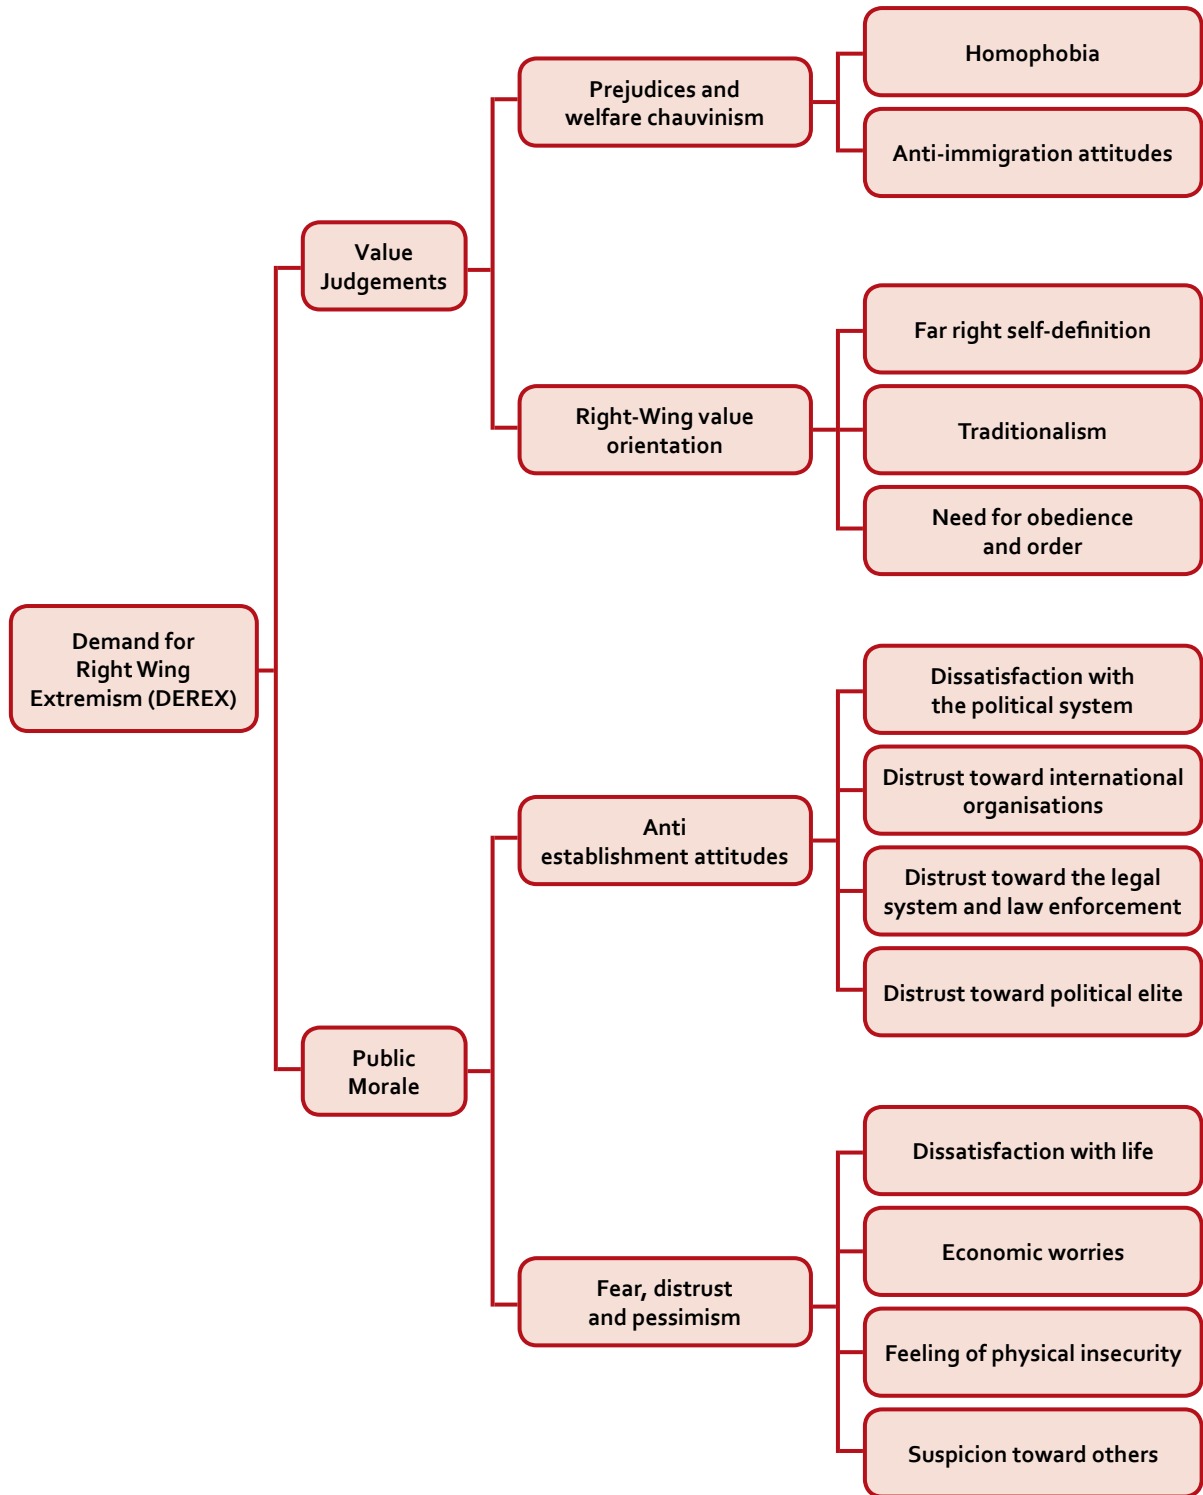 Homophobia
Prejudices and
welfare chauvinism
Anti-immigration attitudes
Value
Judgements
Far right self-definition
Right-Wing value
orientation
Traditionalism
Need for obedience
and order
Demand for
Right Wing
Extremism (DEREX)
Dissatisfaction with
the political system
Distrust toward international
organisations
Anti
establishment attitudes
Distrust toward the legal
system and law enforcement
Distrust toward political elite
Public
Morale
Dissatisfaction with life
Economic worries
Fear, distrust
and pessimism
Feeling of physical insecurity
Suspicion toward others